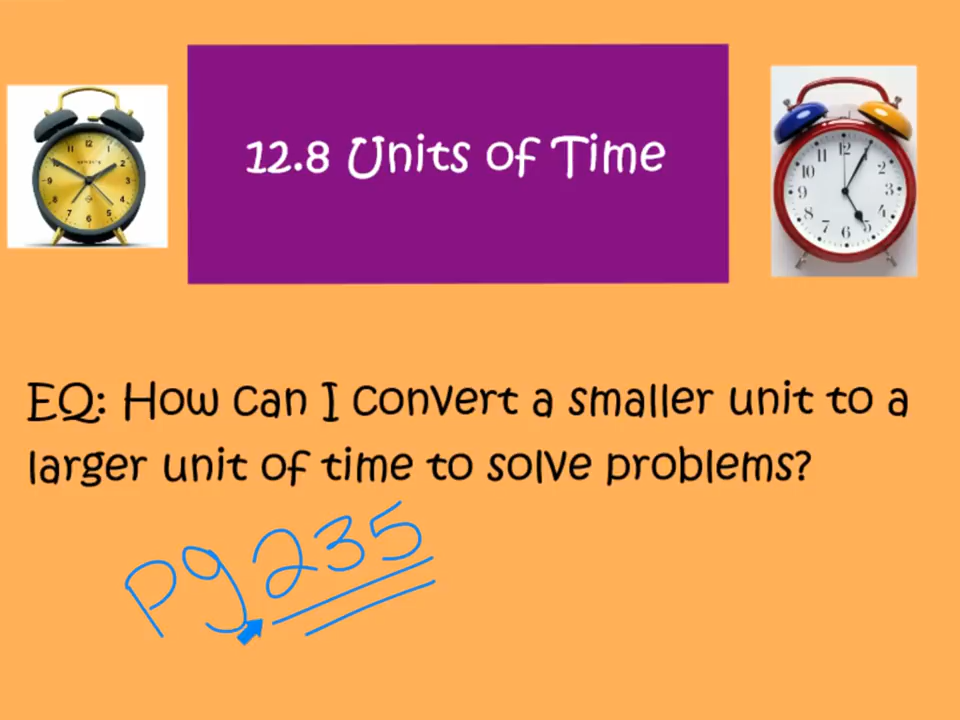 12.8 Units of Time
EQ: How can I convert a smaller unit to a
larger unit of time to solve problems?
Pg 235